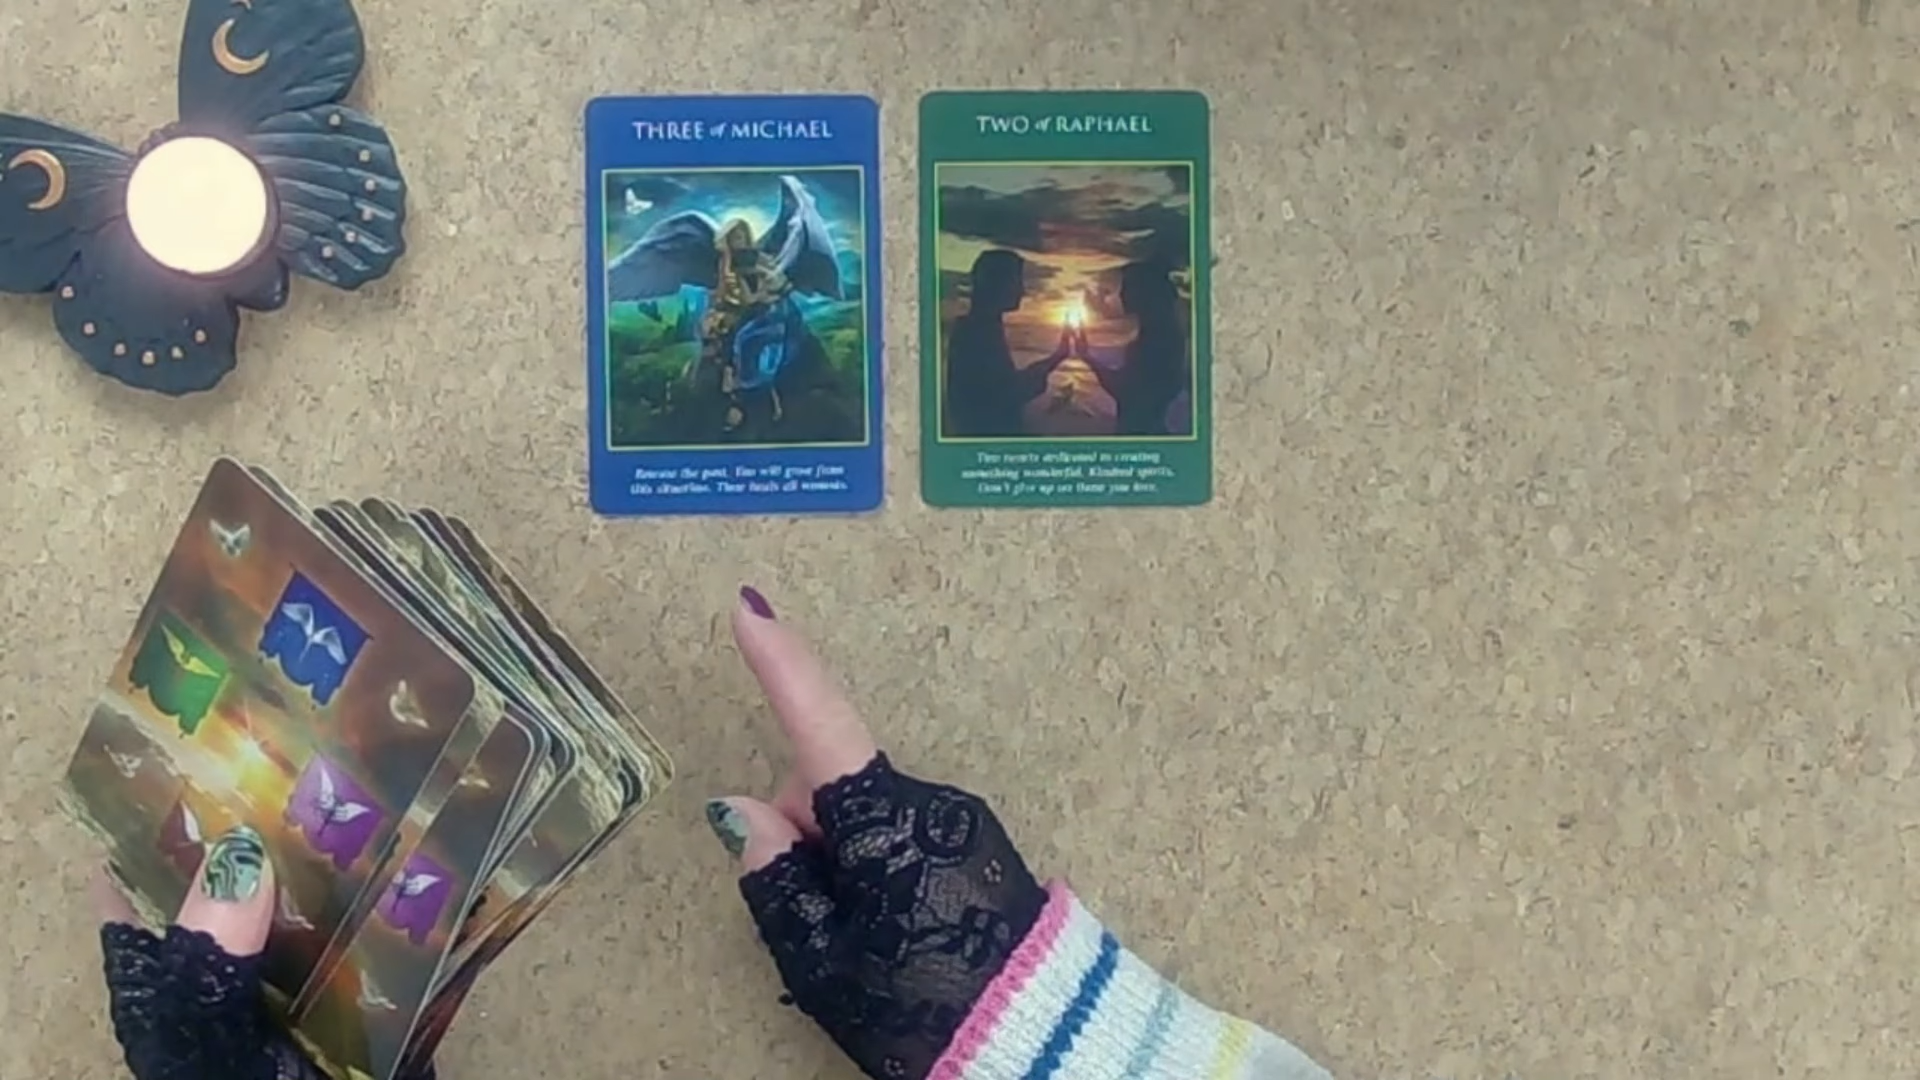 THREE of MICHAEL
Release the past. You will grow from
this situation. Time heals all wounds.
TWO of RAPHAEL
Two hearts dedicated to creating
something wonderful. Kindred spirits.
Don't give up on those you love.